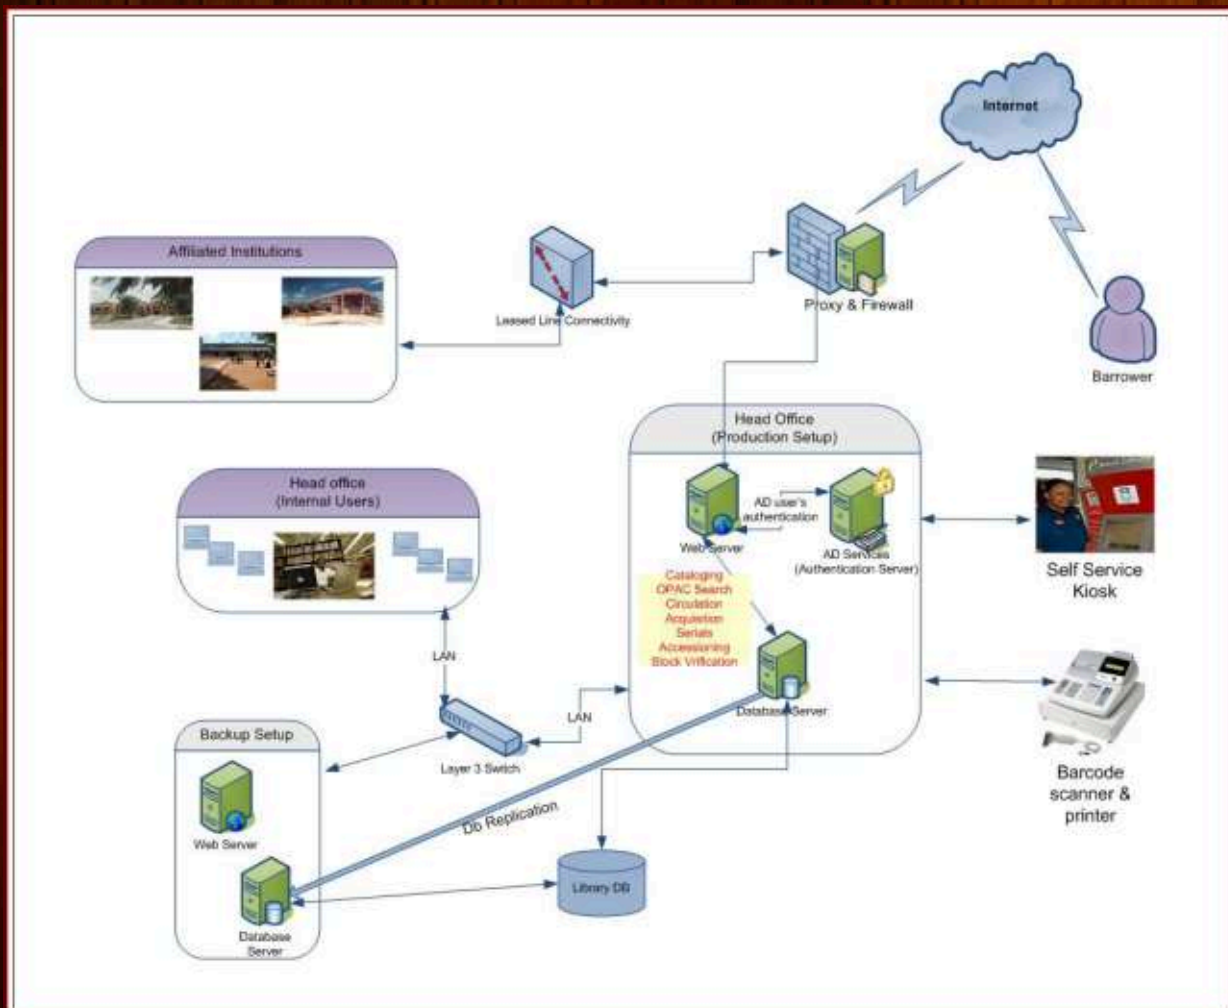 Internet
Affiliated Institutions
Leased Line Connectivity
Proxy & Firewall
Barrower
Head Office
(Production Setup)
Head office
(Internal Users)
AD user's
authentication
Web Server
AD Services
(Authentication Server)
Self Service
Kiosk
Cataloging
OPAC Search
Circulation
Acquistion
Serials
Accessioning
Block Vrification
LAN
LAN
Database Server
Backup Setup
Layer 3 Switch
Barcode
scanner &
printer
Web Server
Db Replication
Library DB
Database
Server